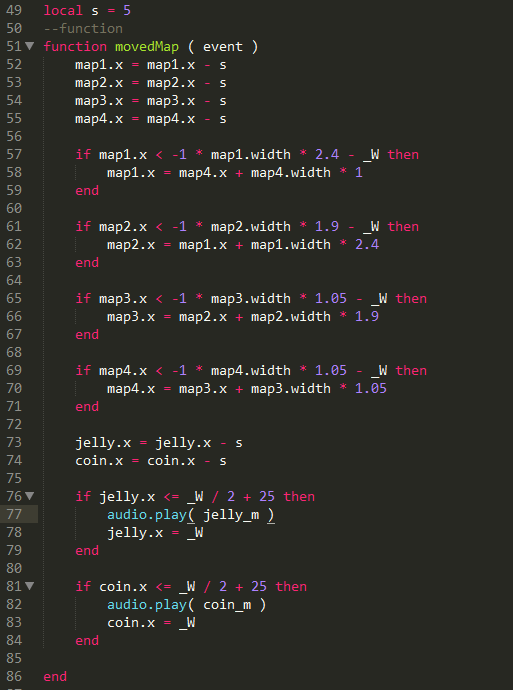 49 local s = 5
50 --function
51 function movedMap ( event )
52 map1.x = map1.x - s
53 map2.x = map2.x - s
54 map3.x = map3.x - s
55 map4.x = map4.x - s
56
57 if map1.x < -1 * map1.width * 2.4 - _W then
58 map1.x = map4.x + map4.width * 1
59 end
60
61 if map2.x < -1 * map2.width * 1.9 - _W then
62 map2.x = map1.x + map1.width * 2.4
63 end
64
65 if map3.x < -1 * map3.width * 1.05 - _W then
66 map3.x = map2.x + map2.width * 1.9
67 end
68
69 if map4.x < -1 * map4.width * 1.05 - _W then
70 map4.x = map3.x + map3.width * 1.05
71 end
72
73 jelly.x = jelly.x - s
74 coin.x = coin.x - s
75
76 if jelly.x <= _W / 2 + 25 then
77 audio.play( jelly_m )
78 jelly.x = _W
79 end
80
81 if coin.x <= _W / 2 + 25 then
82 audio.play( coin_m )
83 coin.x = _W
84 end
85
86 end